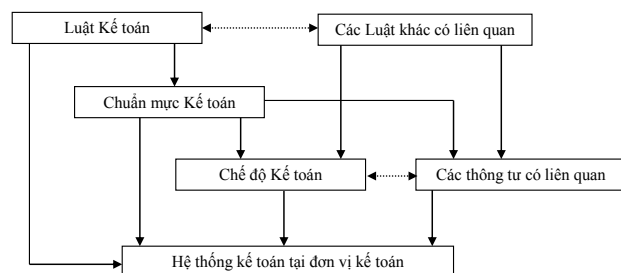 Luật Kế toán
Các Luật khác có liên quan
Chuẩn mực Kế toán
Chế độ Kế toán
Các thông tư có liên quan
Hệ thống kế toán tại đơn vị kế toán